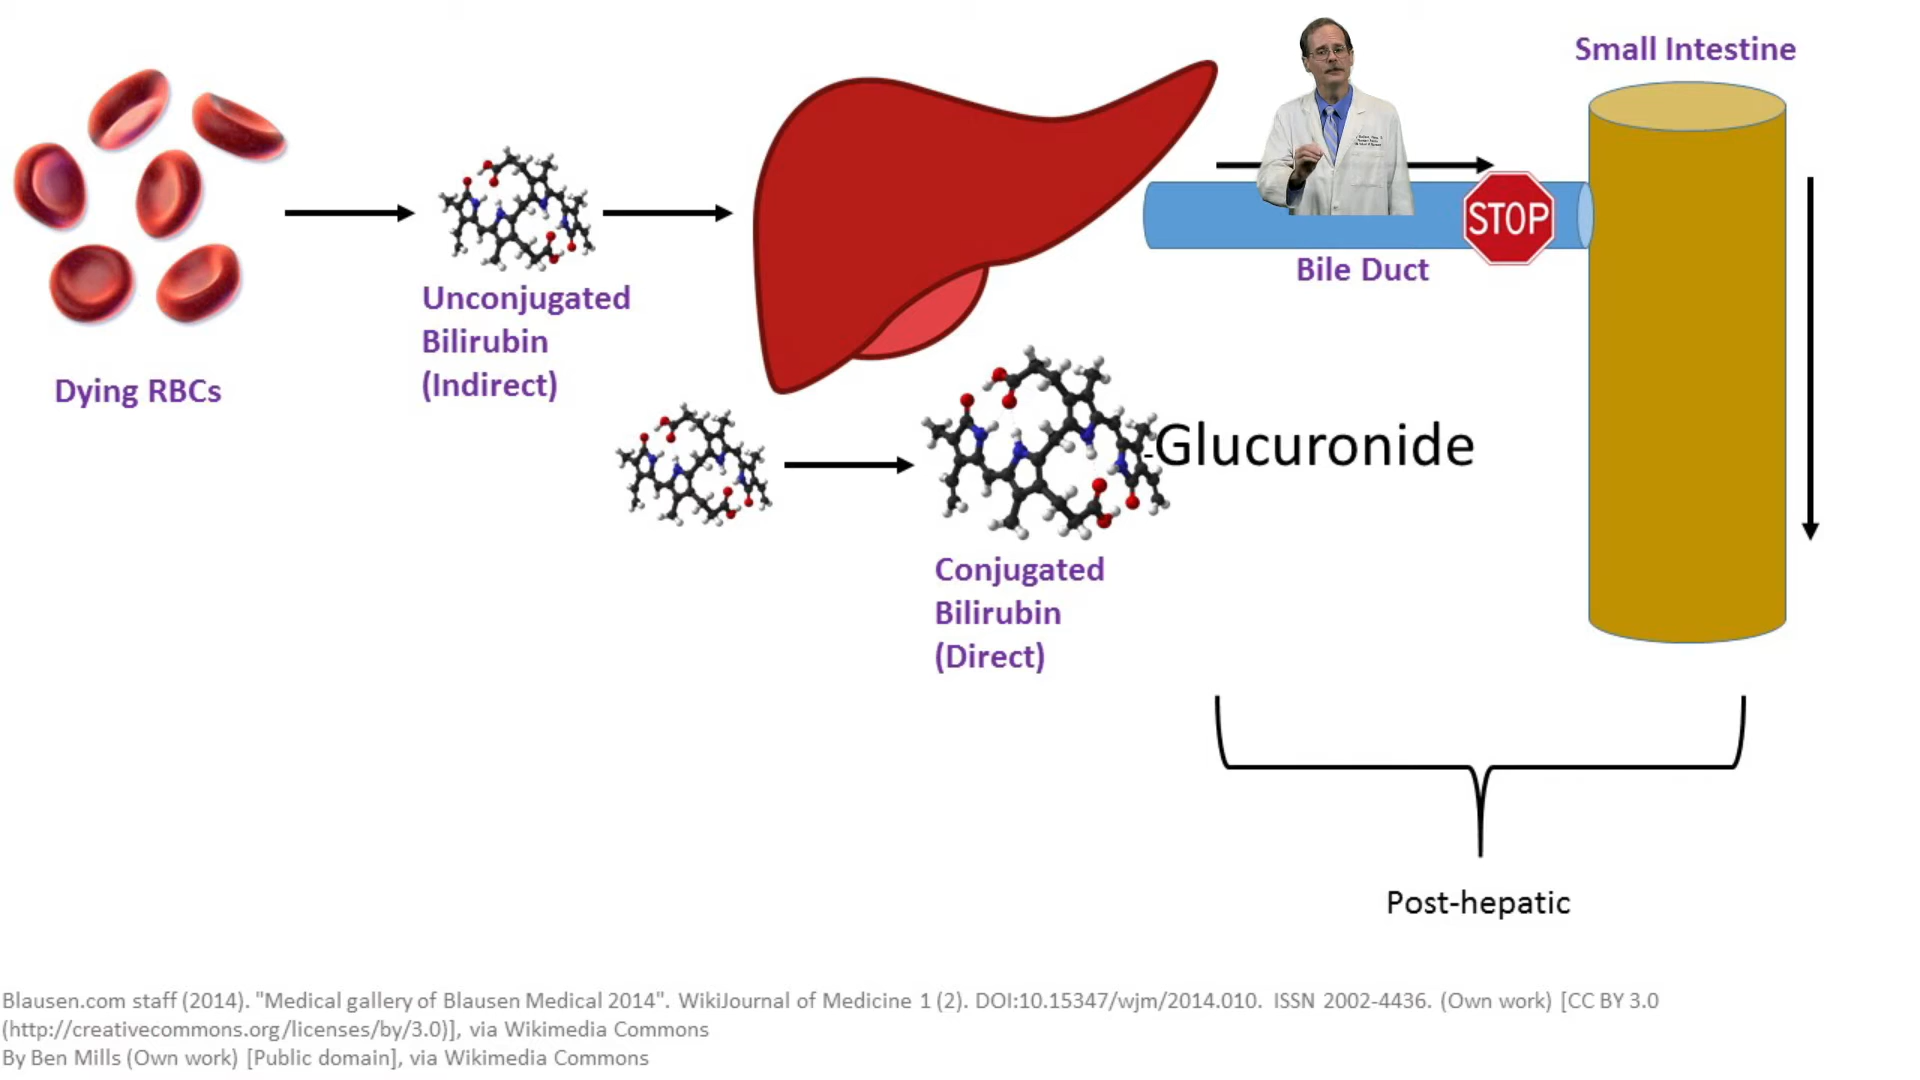 Small Intestine
STOP
Bile Duct
Unconjugated
Bilirubin
(Indirect)
Dying RBCs
-Glucuronide
Conjugated
Bilirubin
(Direct)
Post-hepatic
Blausen.com staff (2014). "Medical gallery of Blausen Medical 2014". WikiJournal of Medicine 1 (2). DOI:10.15347/wjm/2014.010. ISSN 2002-4436. (Own work) [CC BY 3.0
(http://creativecommons.org/licenses/by/3.0)], via Wikimedia Commons
By Ben Mills (Own work) [Public domain], via Wikimedia Commons